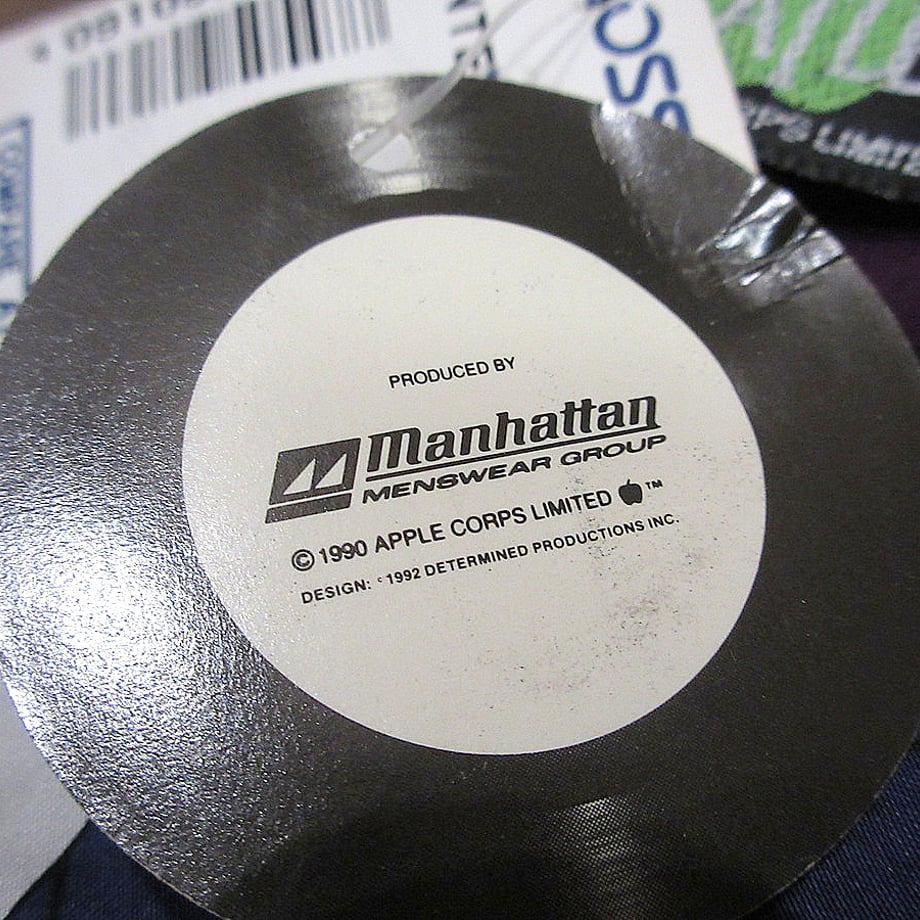 PRODUCED BY
Manhattan
MENSWEAR GROUP
© 1990 APPLE CORPS LIMITED ™
DESIGN: © 1992 DETERMINED PRODUCTIONS INC.